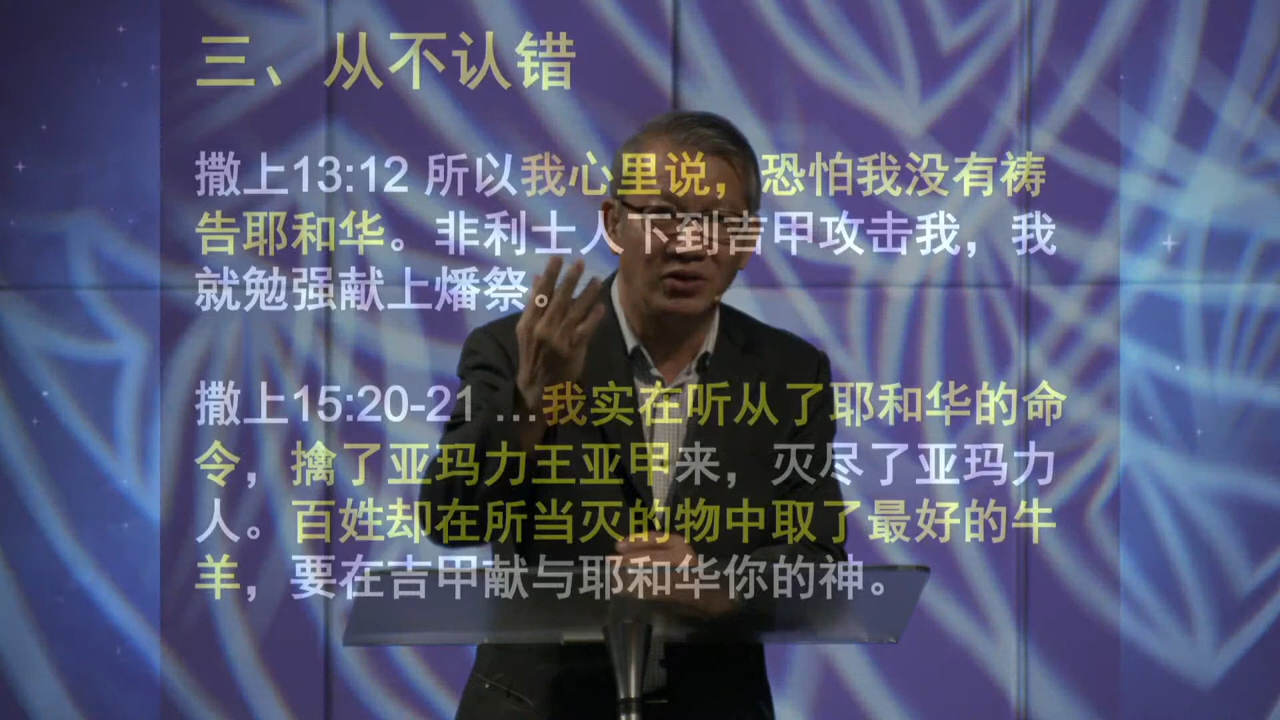 三、从不认错
撒上13:12 所以我心里说，恐怕我没有祷
告耶和华。非利士人下到吉甲攻击我，我
就勉强献上燔祭。
撒上15:20-21 …我实在听从了耶和华的命
令，擒了亚玛力王亚甲来，灭尽了亚玛力
人。百姓却在所当灭的物中取了最好的牛
羊，要在吉甲献与耶和华你的神。